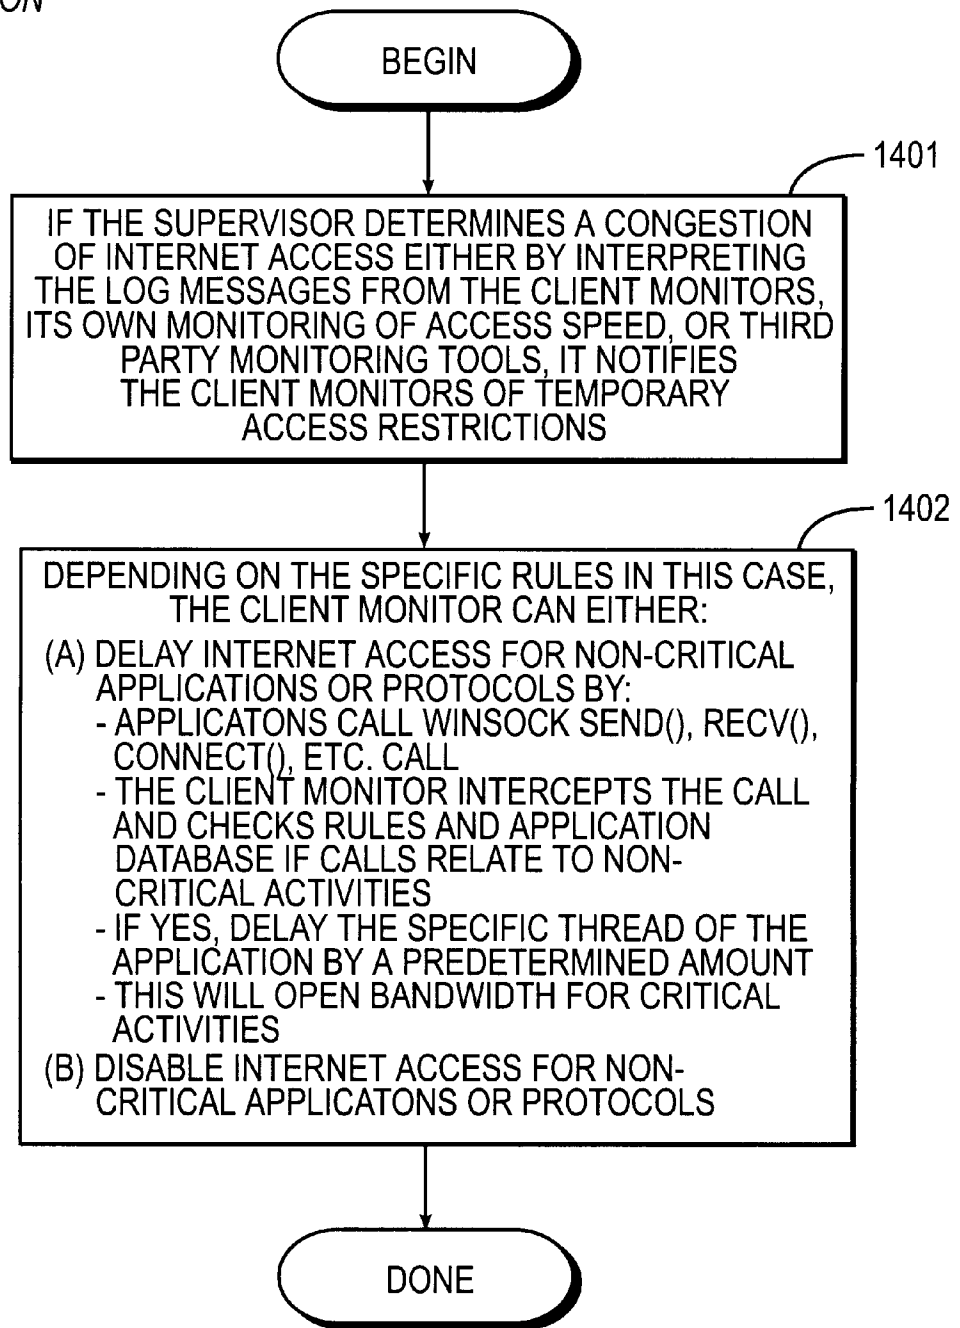 ON
BEGIN
1401
IF THE SUPERVISOR DETERMINES A CONGESTION
OF INTERNET ACCESS EITHER BY INTERPRETING
THE LOG MESSAGES FROM THE CLIENT MONITORS,
ITS OWN MONITORING OF ACCESS SPEED, OR THIRD
PARTY MONITORING TOOLS, IT NOTIFIES
THE CLIENT MONITORS OF TEMPORARY
ACCESS RESTRICTIONS
1402
DEPENDING ON THE SPECIFIC RULES IN THIS CASE,
THE CLIENT MONITOR CAN EITHER:
(A) DELAY INTERNET ACCESS FOR NON-CRITICAL
APPLICATIONS OR PROTOCOLS BY:
- APPLICATONS CALL WINSOCK SEND(), RECV(),
CONNECT(), ETC. CALL
- THE CLIENT MONITOR INTERCEPTS THE CALL
AND CHECKS RULES AND APPLICATION
DATABASE IF CALLS RELATE TO NON-
CRITICAL ACTIVITIES
- IF YES, DELAY THE SPECIFIC THREAD OF THE
APPLICATION BY A PREDETERMINED AMOUNT
- THIS WILL OPEN BANDWIDTH FOR CRITICAL
ACTIVITIES
(B) DISABLE INTERNET ACCESS FOR NON-
CRITICAL APPLICATONS OR PROTOCOLS
DONE